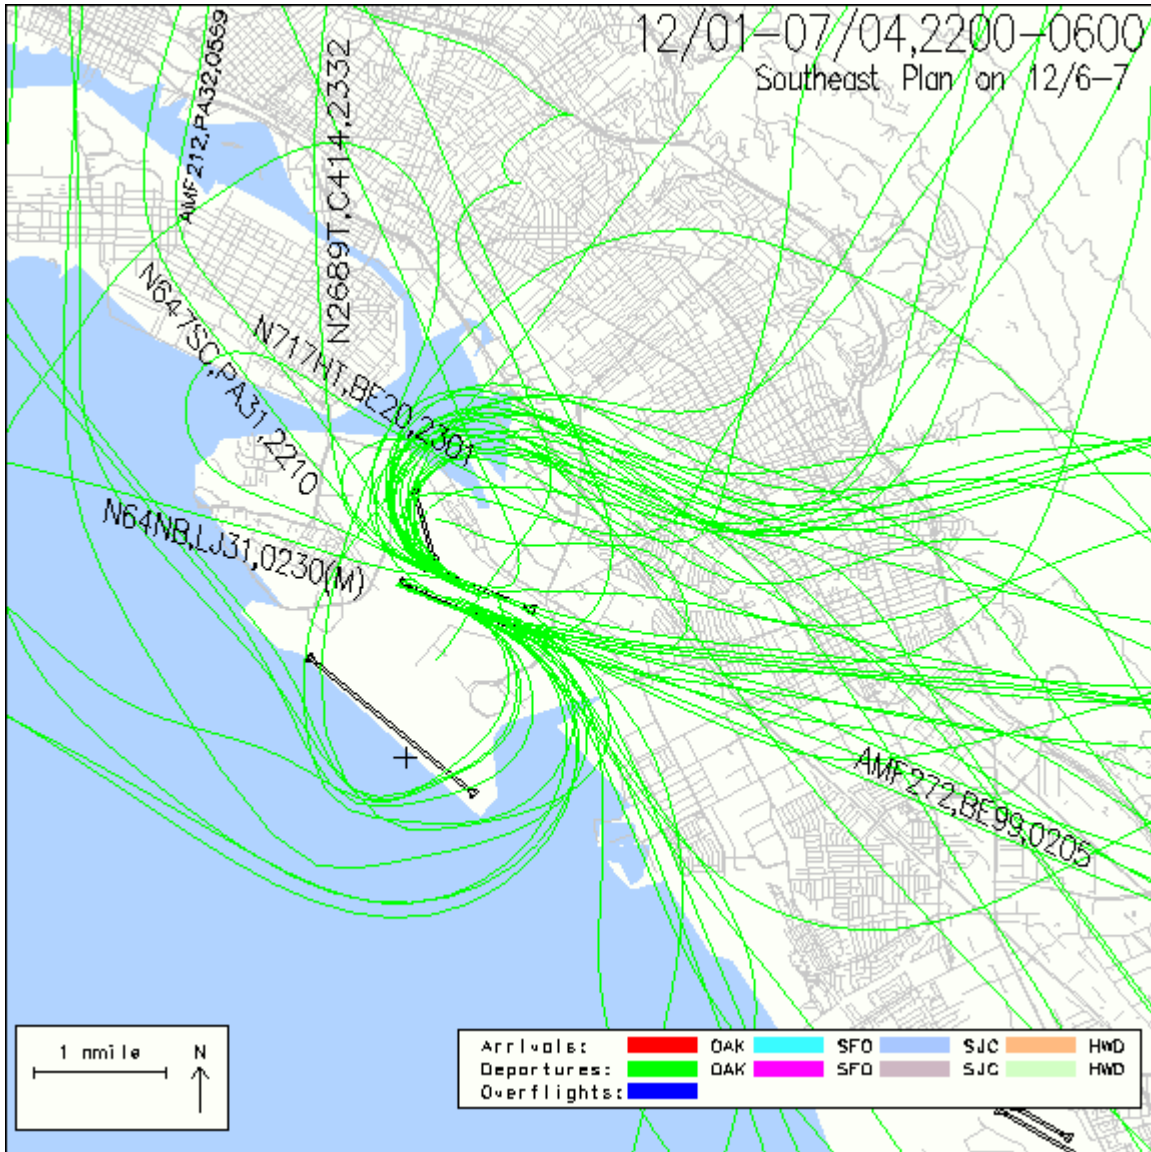 12/01-07/04,2200-0600
Southeast Plan on 12/6-7
AMF212,PA32,0559
N2689T,C414,2332
N647SC,PA31,2210
N717HT,BE20,2301
N64NB,LJ31,0230(M)
AMF272,BE99,0205
1 nmile N
Arrivals: OAK SFO SJC HWD
Departures: OAK SFO SJC HWD
Overflights: